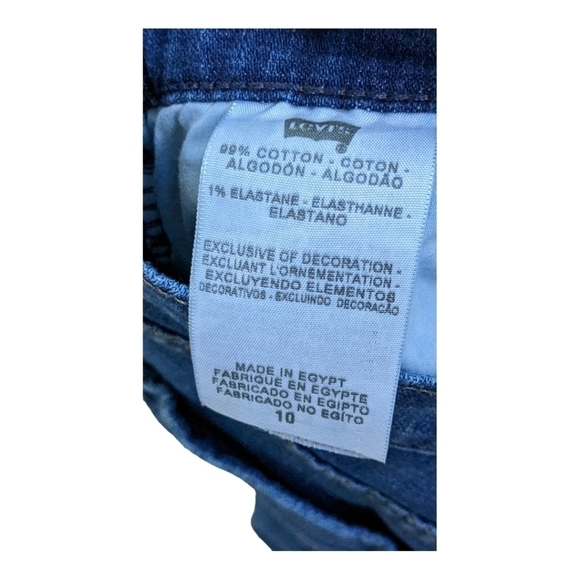 LEVI'S
®
99% COTTON - COTON -
ALGODÓN - ALGODÃO
1% ELASTANE - ELASTHANNE -
ELASTANO
EXCLUSIVE OF DECORATION -
EXCLUANT L'ORNEMENTATION -
EXCLUYENDO ELEMENTOS
DECORATIVOS - EXCLUINDO DECORAÇÃO
MADE IN EGYPT
FABRIQUE EN EGYPTE
FABRICADO EN EGIPTO
FABRICADO NO EGITO
10